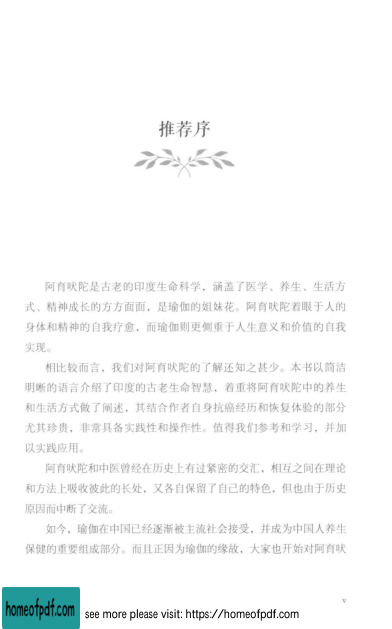 推荐序
阿育吠陀是古老的印度生命科学，涵盖了医学、养生、生活方
式、精神成长的方方面面，是瑜伽的姐妹花。阿育吠陀着眼于人的
身体和精神的自我疗愈，而瑜伽则更侧重于人生意义和价值的自我
实现。
相比较而言，我们对阿育吠陀的了解还知之甚少。本书以简洁
明晰的语言介绍了印度的古老生命智慧，着重将阿育吠陀中的养生
和生活方式做了阐述，其结合作者自身抗癌经历和恢复体验的部分
尤其珍贵，非常具备实践性和操作性。值得我们参考和学习，并加
以实践应用。
阿育吠陀和中医曾经在历史上有过紧密的交汇，相互之间在理论
和方法上吸收彼此的长处，又各自保留了自己的特色，但也由于历史
原因而中断了交流。
如今，瑜伽在中国已经逐渐被主流社会接受，并成为中国人养生
保健的重要组成部分。而且正因为瑜伽的缘故，大家也开始对阿育吠
v
homeofpdf.com
see more please visit: https://homeofpdf.com